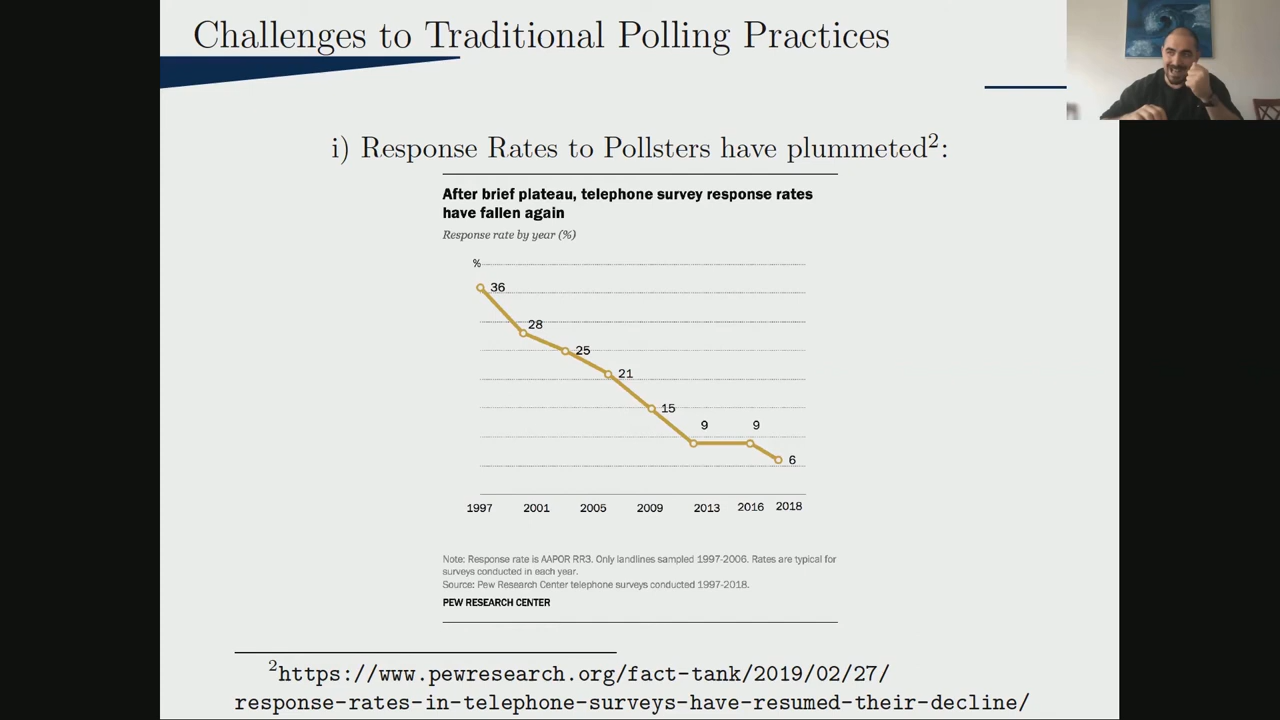 Challenges to Traditional Polling Practices
i) Response Rates to Pollsters have plummeted²:
After brief plateau, telephone survey response rates
have fallen again
Response rate by year (%)
%
36
28
25
21
15
9
9
6
1997 2001 2005 2009 2013 2016 2018
Note: Response rate is AAPOR RR3. Only landlines sampled 1997-2006. Rates are typical for
surveys conducted in each year.
Source: Pew Research Center telephone surveys conducted 1997-2018.
PEW RESEARCH CENTER
²https://www.pewresearch.org/fact-tank/2019/02/27/
response-rates-in-telephone-surveys-have-resumed-their-decline/